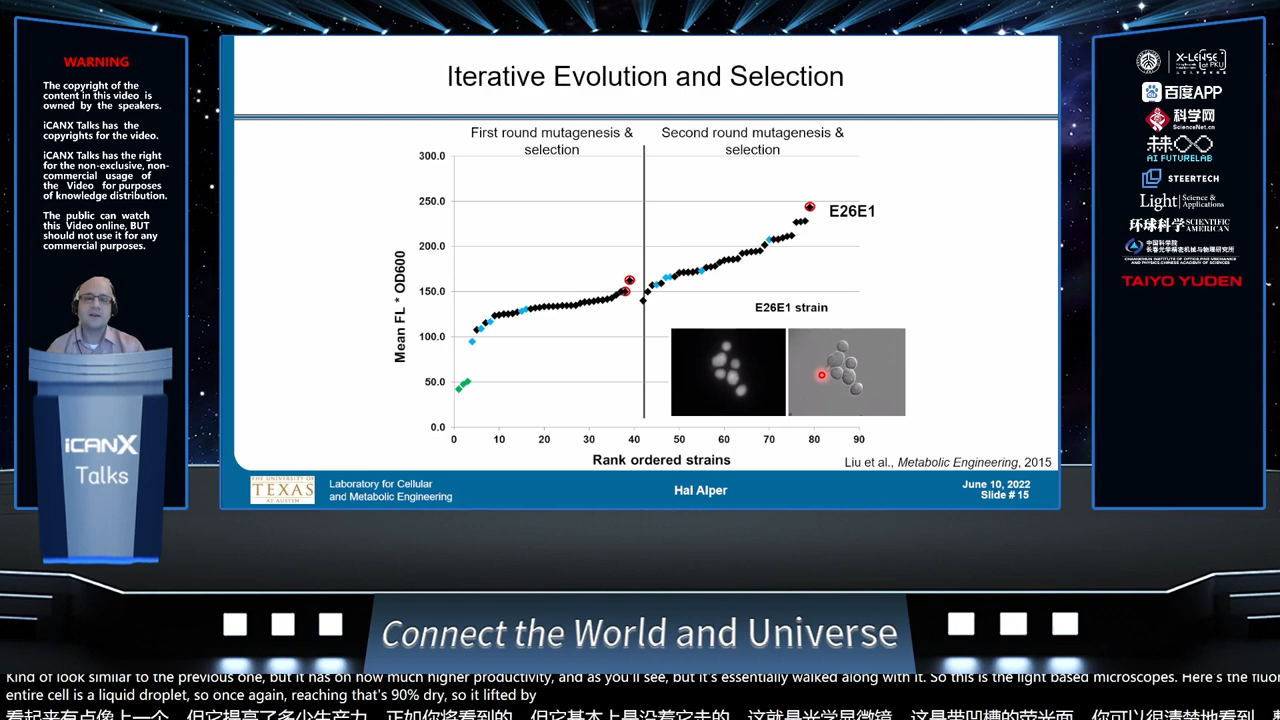 WARNING
The copyright of the
content in this video is
owned by the speakers.
iCANX Talks has the
copyrights for the video.
iCANX Talks has the right
for the non-exclusive, non-
commercial usage of
the Video for purposes
of knowledge distribution.
The public can watch
this Video online, BUT
should not use it for any
commercial purposes.
iCANX
Talks
Iterative Evolution and Selection
First round mutagenesis &
selection
Second round mutagenesis &
selection
300.0
250.0
200.0
150.0
100.0
50.0
0.0
Mean FL * OD600
0 10 20 30 40 50 60 70 80 90
Rank ordered strains
E26E1
E26E1 strain
Liu et al., Metabolic Engineering, 2015
THE UNIVERSITY OF
TEXAS
AT AUSTIN
Laboratory for Cellular
and Metabolic Engineering
Hal Alper
June 10, 2022
Slide # 15
X-LENSE
at PKU
百度APP
科学网
ScienceNet.cn
AI FUTURELAB
STEERTECH
Light Science & Applications
环球科学 SCIENTIFIC AMERICAN
中国科学院
长春光学精密机械与物理研究所
TAIYO YUDEN
Connect the World and Universe
Kind of look similar to the previous one, but it has on how much higher productivity, and as you'll see, but it's essentially walked along with it. So this is the light based microscopes. Here's the fluor
entire cell is a liquid droplet, so once again, reaching that's 90% dry, so it lifted by
看起来有点像上一个，但它提高了多少生产力，正如你将看到的，但它基本上是沿着它走的。这就是光学显微镜。这是带凹槽的荧光面，你可以很清楚地看到，